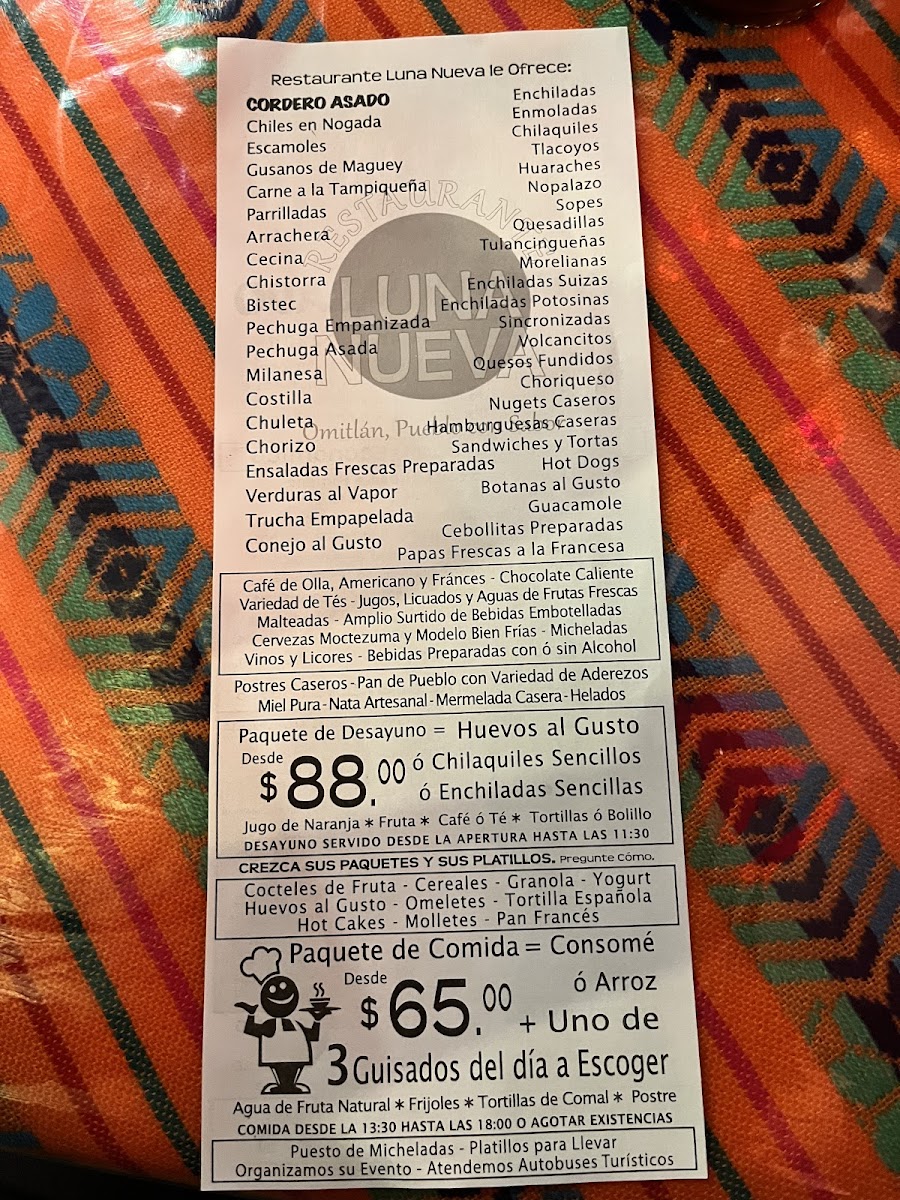 Restaurante Luna Nueva le Ofrece:
CORDERO ASADO
Chiles en Nogada
Escamoles
Gusanos de Maguey
Carne a la Tampiqueña
Parrilladas
Arrachera
Cecina
Chistorra
Bistec
Pechuga Empanizada
Pechuga Asada
Milanesa
Costilla
Chuleta
Chorizo
Ensaladas Frescas Preparadas
Verduras al Vapor
Trucha Empapelada
Conejo al Gusto
Enchiladas
Enmoladas
Chilaquiles
Tlacoyos
Huaraches
Nopalazo
Sopes
Quesadillas
Tulancingueñas
Morelianas
Enchiladas Suizas
Enchiladas Potosinas
Sincronizadas
Volcancitos
Quesos Fundidos
Choriqueso
Nugets Caseros
Hamburguesas Caseras
Sandwiches y Tortas
Hot Dogs
Botanas al Gusto
Guacamole
Cebollitas Preparadas
Papas Frescas a la Francesa
RESTAURANTE
LUNA
NUEVA
Omitlán, Pueblo con Sabor
Café de Olla, Americano y Fránces - Chocolate Caliente
Variedad de Tés - Jugos, Licuados y Aguas de Frutas Frescas
Malteadas - Amplio Surtido de Bebidas Embotelladas
Cervezas Moctezuma y Modelo Bien Frías - Micheladas
Vinos y Licores - Bebidas Preparadas con ó sin Alcohol
Postres Caseros - Pan de Pueblo con Variedad de Aderezos
Miel Pura - Nata Artesanal - Mermelada Casera - Helados
Paquete de Desayuno = Huevos al Gusto
Desde $88.00 ó Chilaquiles Sencillos
ó Enchiladas Sencillas
Jugo de Naranja * Fruta * Café ó Té * Tortillas ó Bolillo
DESAYUNO SERVIDO DESDE LA APERTURA HASTA LAS 11:30
CREZCA SUS PAQUETES Y SUS PLATILLOS. Pregunte Cómo.
Cocteles de Fruta - Cereales - Granola - Yogurt
Huevos al Gusto - Omeletes - Tortilla Española
Hot Cakes - Molletes - Pan Francés
Paquete de Comida = Consomé
Desde ó Arroz
$65.00 + Uno de
3 Guisados del día a Escoger
Agua de Fruta Natural * Frijoles * Tortillas de Comal * Postre
COMIDA DESDE LA 13:30 HASTA LAS 18:00 O AGOTAR EXISTENCIAS
Puesto de Micheladas - Platillos para Llevar
Organizamos su Evento - Atendemos Autobuses Turísticos